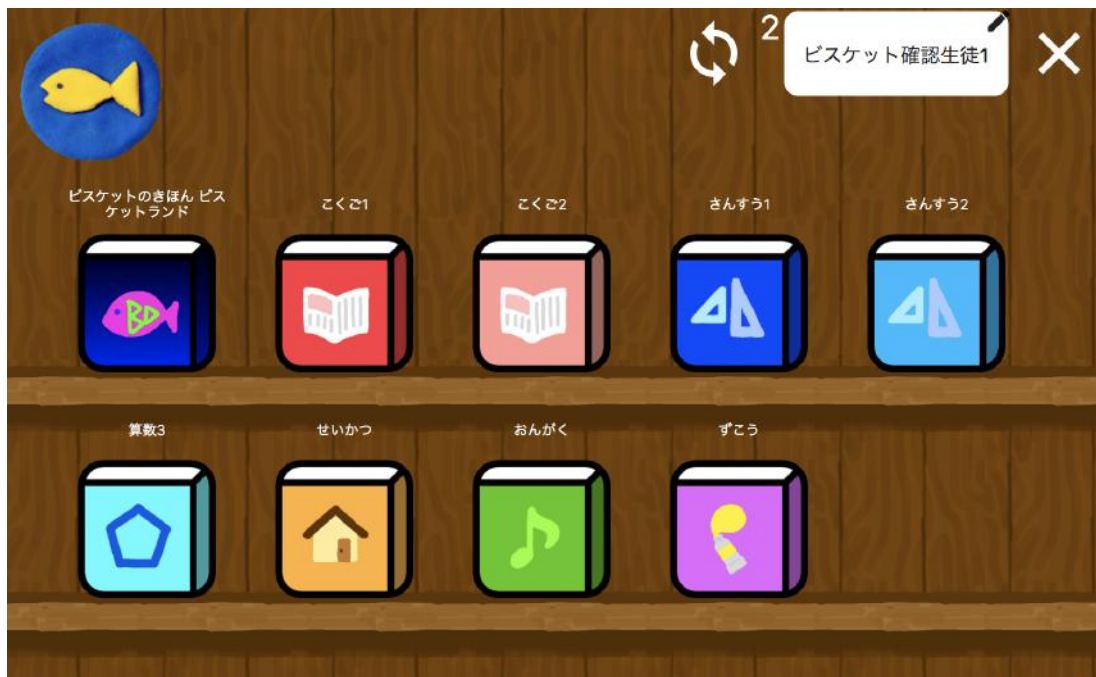 2
ビスケット確認生徒1
ビスケットのきほん ビス
ケットランド
こくご1
こくご2
さんすう1
さんすう2
算数3
せいかつ
おんがく
ずこう